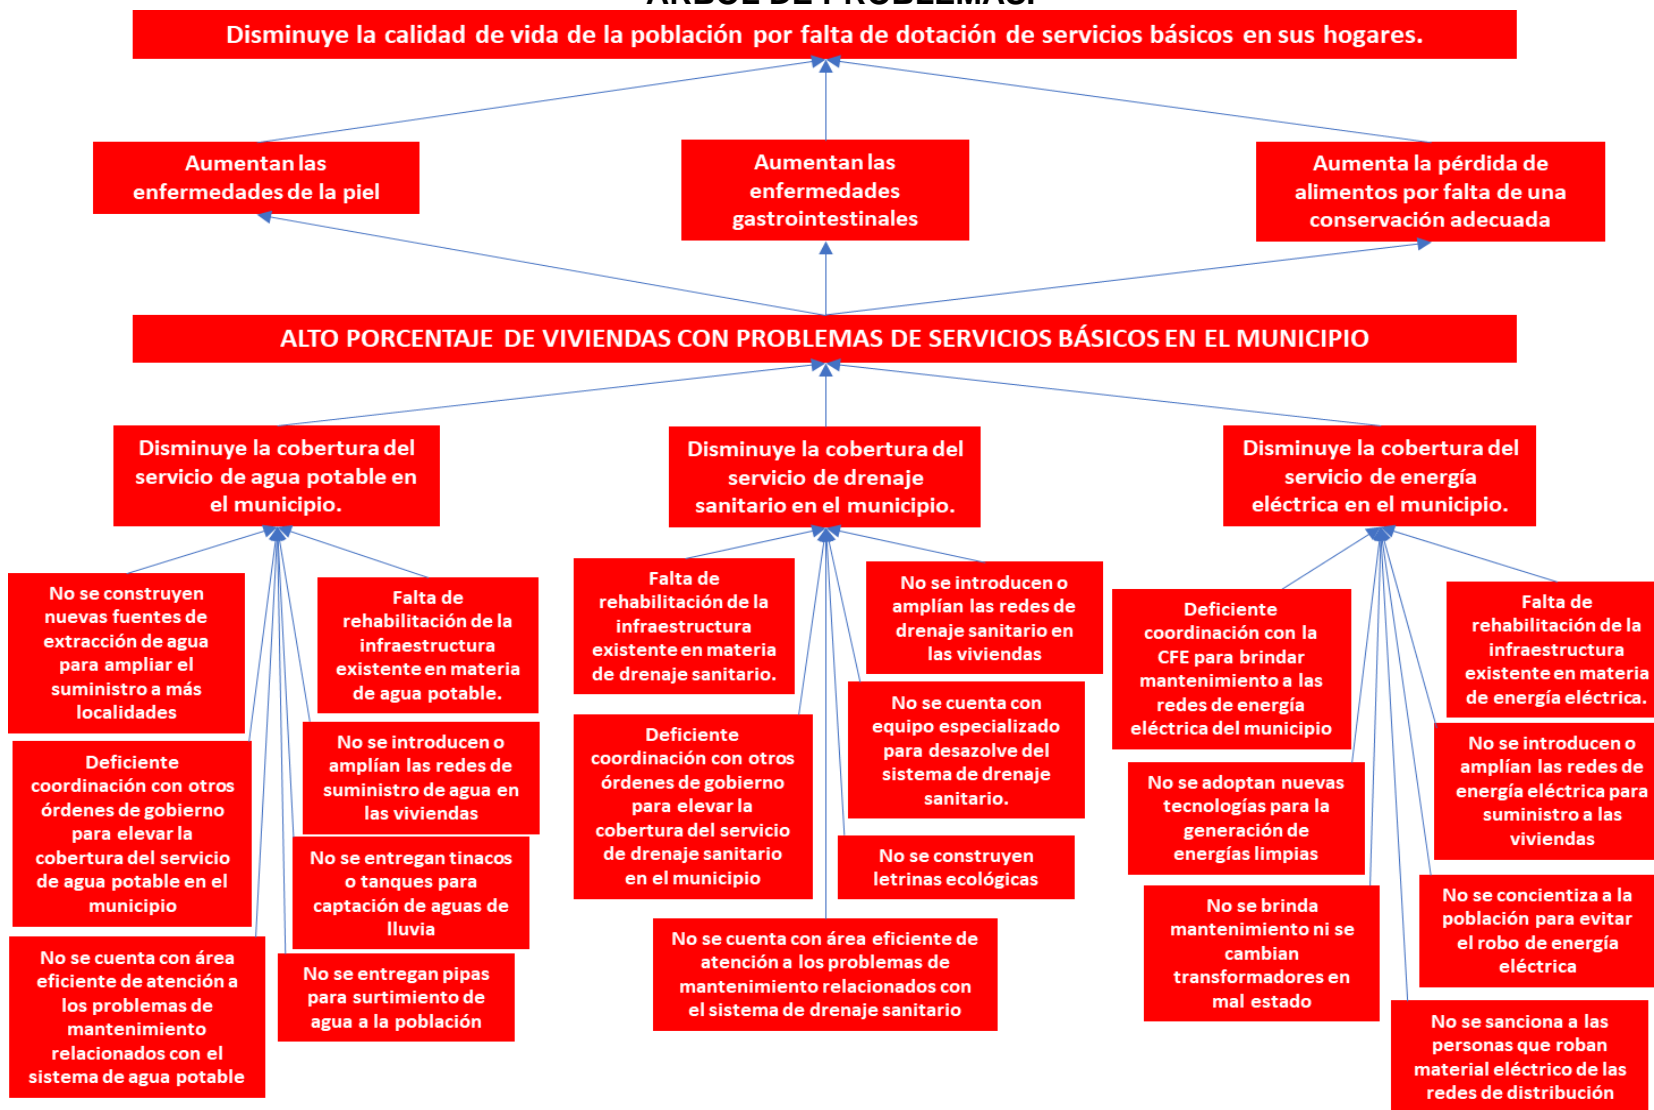 ÁRBOL DE PROBLEMAS.
Disminuye la calidad de vida de la población por falta de dotación de servicios básicos en sus hogares.
Aumentan las
enfermedades de la piel
Aumentan las
enfermedades
gastrointestinales
Aumenta la pérdida de
alimentos por falta de una
conservación adecuada
ALTO PORCENTAJE DE VIVIENDAS CON PROBLEMAS DE SERVICIOS BÁSICOS EN EL MUNICIPIO
Disminuye la cobertura del
servicio de agua potable en
el municipio.
Disminuye la cobertura del
servicio de drenaje
sanitario en el municipio.
Disminuye la cobertura del
servicio de energía
eléctrica en el municipio.
No se construyen
nuevas fuentes de
extracción de agua
para ampliar el
suministro a más
localidades
Falta de
rehabilitación de la
infraestructura
existente en materia
de agua potable.
Deficiente
coordinación con otros
órdenes de gobierno
para elevar la
cobertura del servicio
de agua potable en el
municipio
No se introducen o
amplían las redes de
suministro de agua en
las viviendas
No se entregan tinacos
o tanques para
captación de aguas de
lluvia
No se cuenta con área
eficiente de atención a
los problemas de
mantenimiento
relacionados con el
sistema de agua potable
No se entregan pipas
para surtimiento de
agua a la población
Falta de
rehabilitación de la
infraestructura
existente en materia
de drenaje sanitario.
No se introducen o
amplían las redes de
drenaje sanitario en
las viviendas
Deficiente
coordinación con otros
órdenes de gobierno
para elevar la
cobertura del servicio
de drenaje sanitario
en el municipio
No se cuenta con
equipo especializado
para desazolve del
sistema de drenaje
sanitario.
No se construyen
letrinas ecológicas
No se cuenta con área eficiente de
atención a los problemas de
mantenimiento relacionados con
el sistema de drenaje sanitario
Deficiente
coordinación con la
CFE para brindar
mantenimiento a las
redes de energía
eléctrica del municipio
Falta de
rehabilitación de la
infraestructura
existente en materia
de energía eléctrica.
No se adoptan nuevas
tecnologías para la
generación de
energías limpias
No se introducen o
amplían las redes de
energía eléctrica para
suministro a las
viviendas
No se brinda
mantenimiento ni se
cambian
transformadores en
mal estado
No se concientiza a la
población para evitar
el robo de energía
eléctrica
No se sanciona a las
personas que roban
material eléctrico de las
redes de distribución